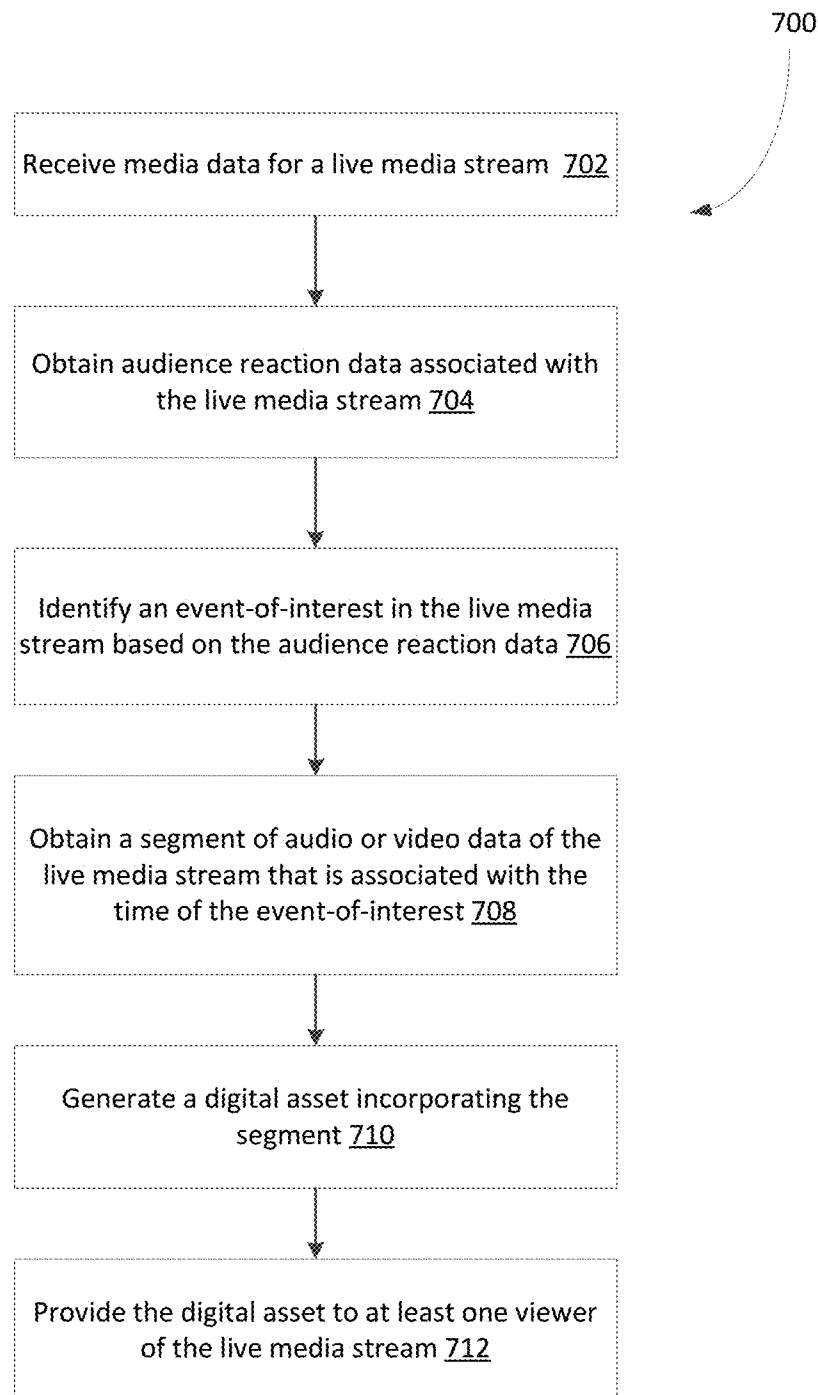 700
Receive media data for a live media stream 702
Obtain audience reaction data associated with
the live media stream 704
Identify an event-of-interest in the live media
stream based on the audience reaction data 706
Obtain a segment of audio or video data of the
live media stream that is associated with the
time of the event-of-interest 708
Generate a digital asset incorporating the
segment 710
Provide the digital asset to at least one viewer
of the live media stream 712